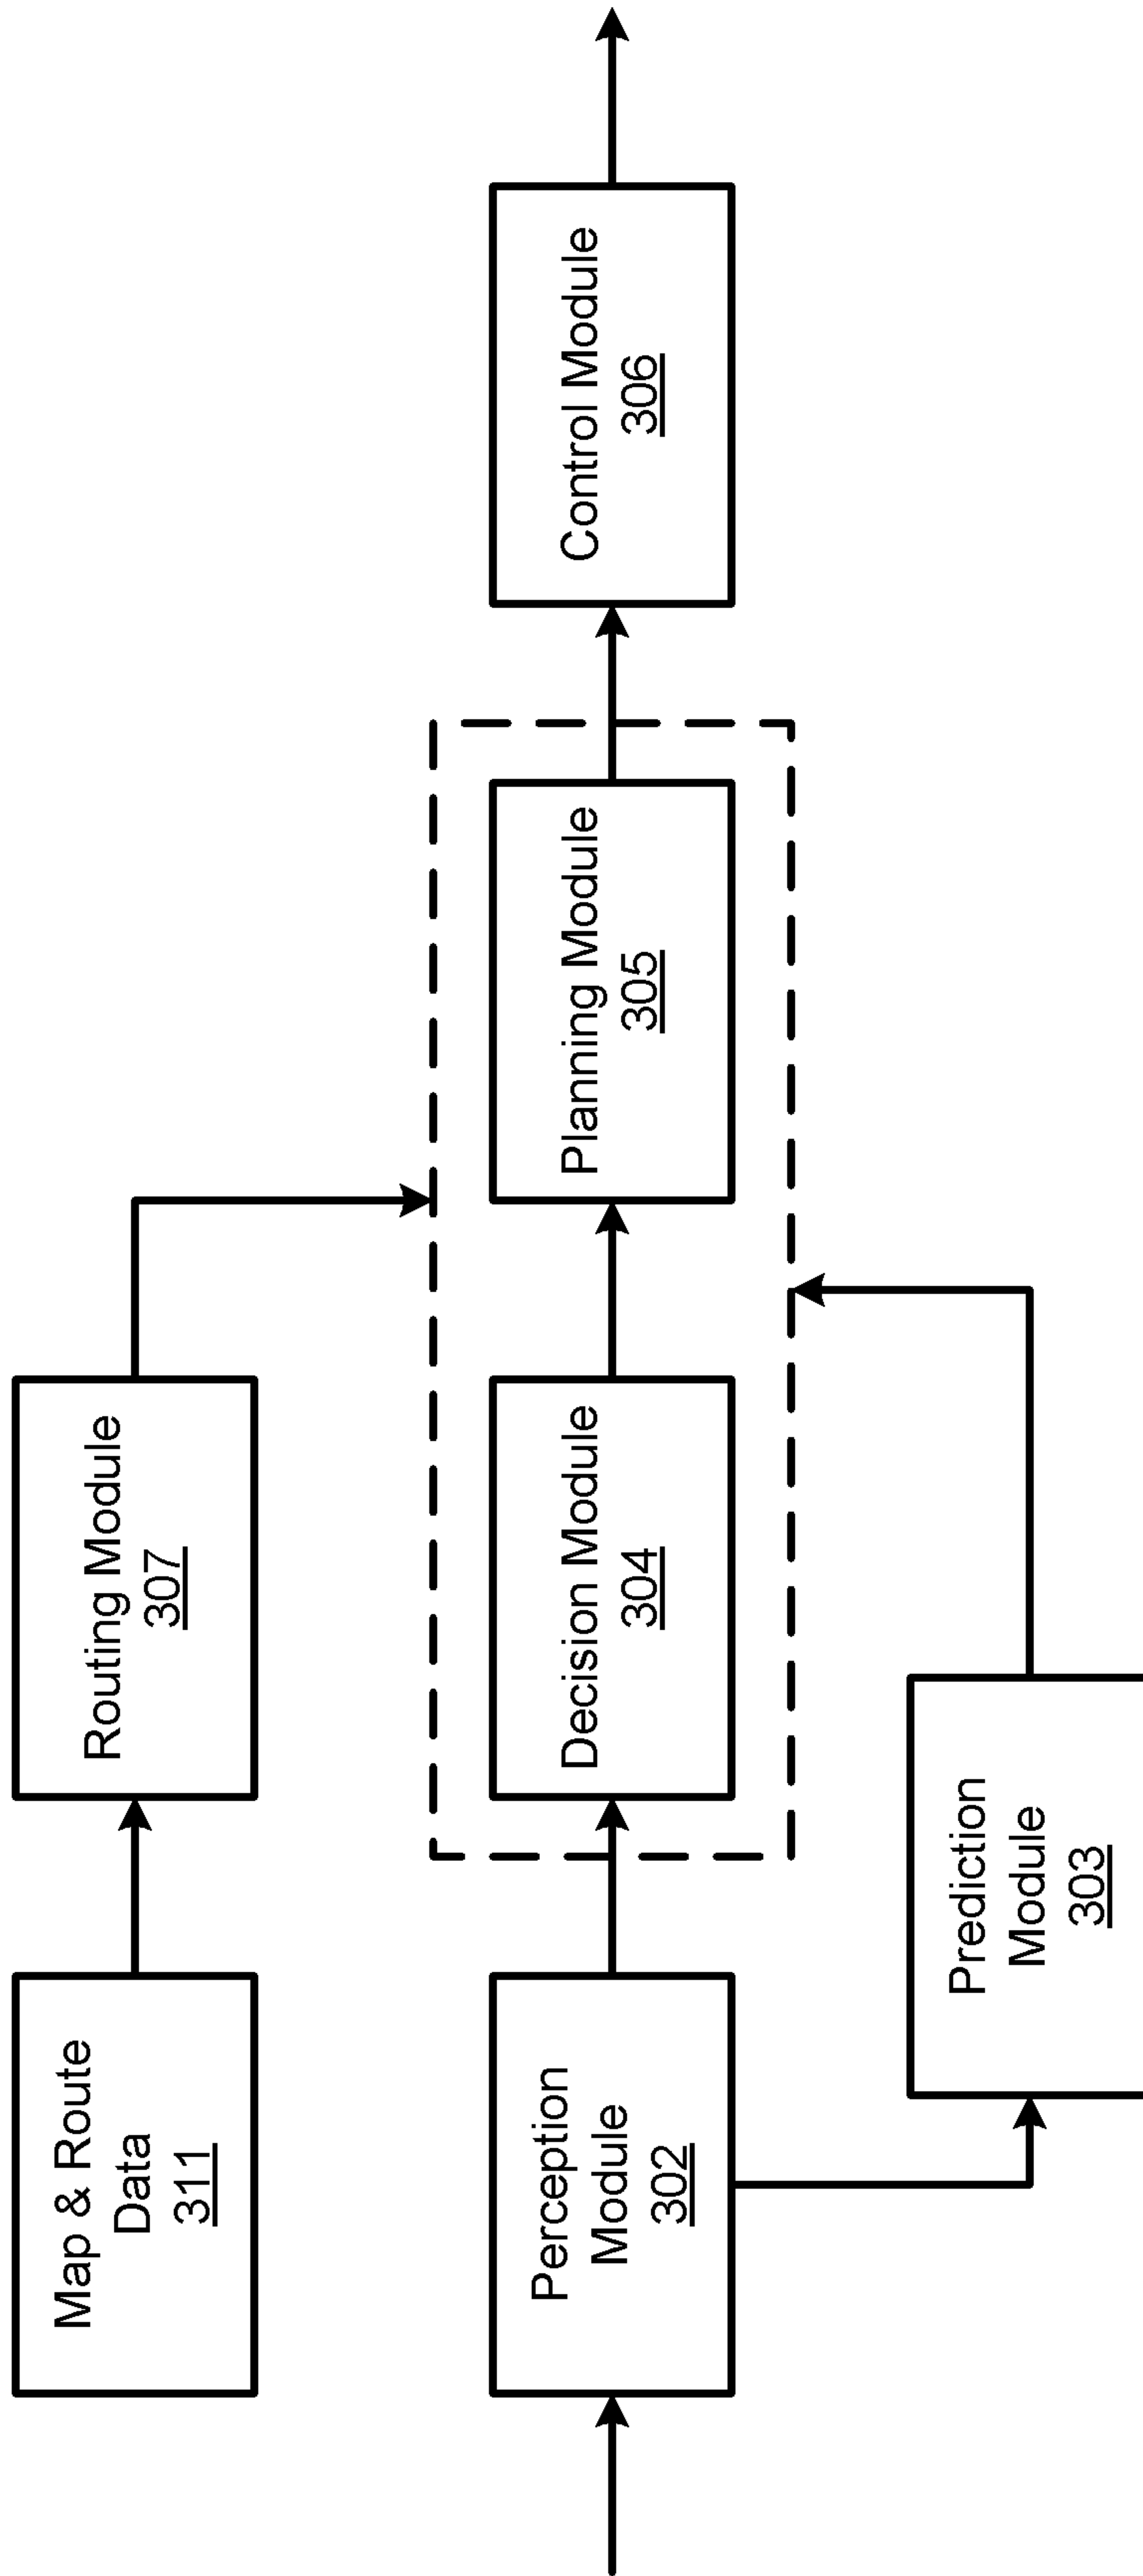 Map & Route
Data
311
Routing Module
307
Perception
Module
302
Decision Module
304
Planning Module
305
Control Module
306
Prediction
Module
303